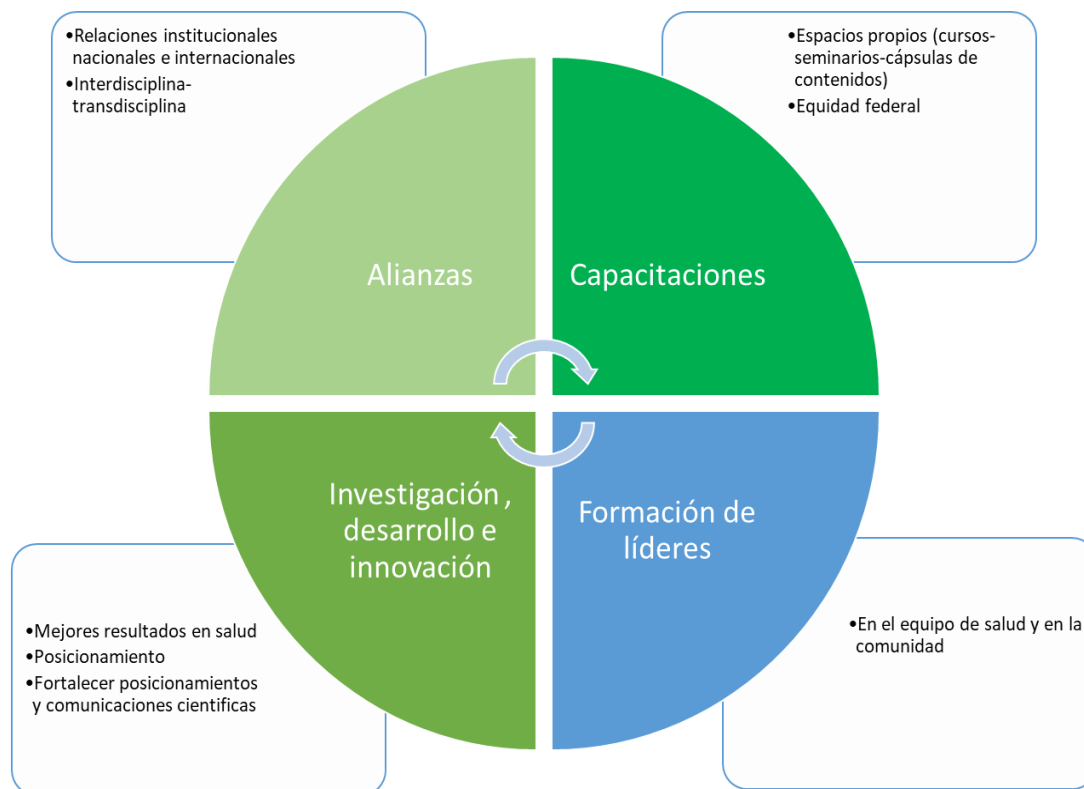 •Relaciones institucionales
nacionales e internacionales
•Interdisciplina-
transdisciplina
•Espacios propios (cursos-
seminarios-cápsulas de
contenidos)
•Equidad federal
Alianzas
Capacitaciones
Investigación ,
desarrollo e
innovación
Formación de
líderes
•Mejores resultados en salud
•Posicionamiento
•Fortalecer posicionamientos
y comunicaciones cientificas
•En el equipo de salud y en la
comunidad